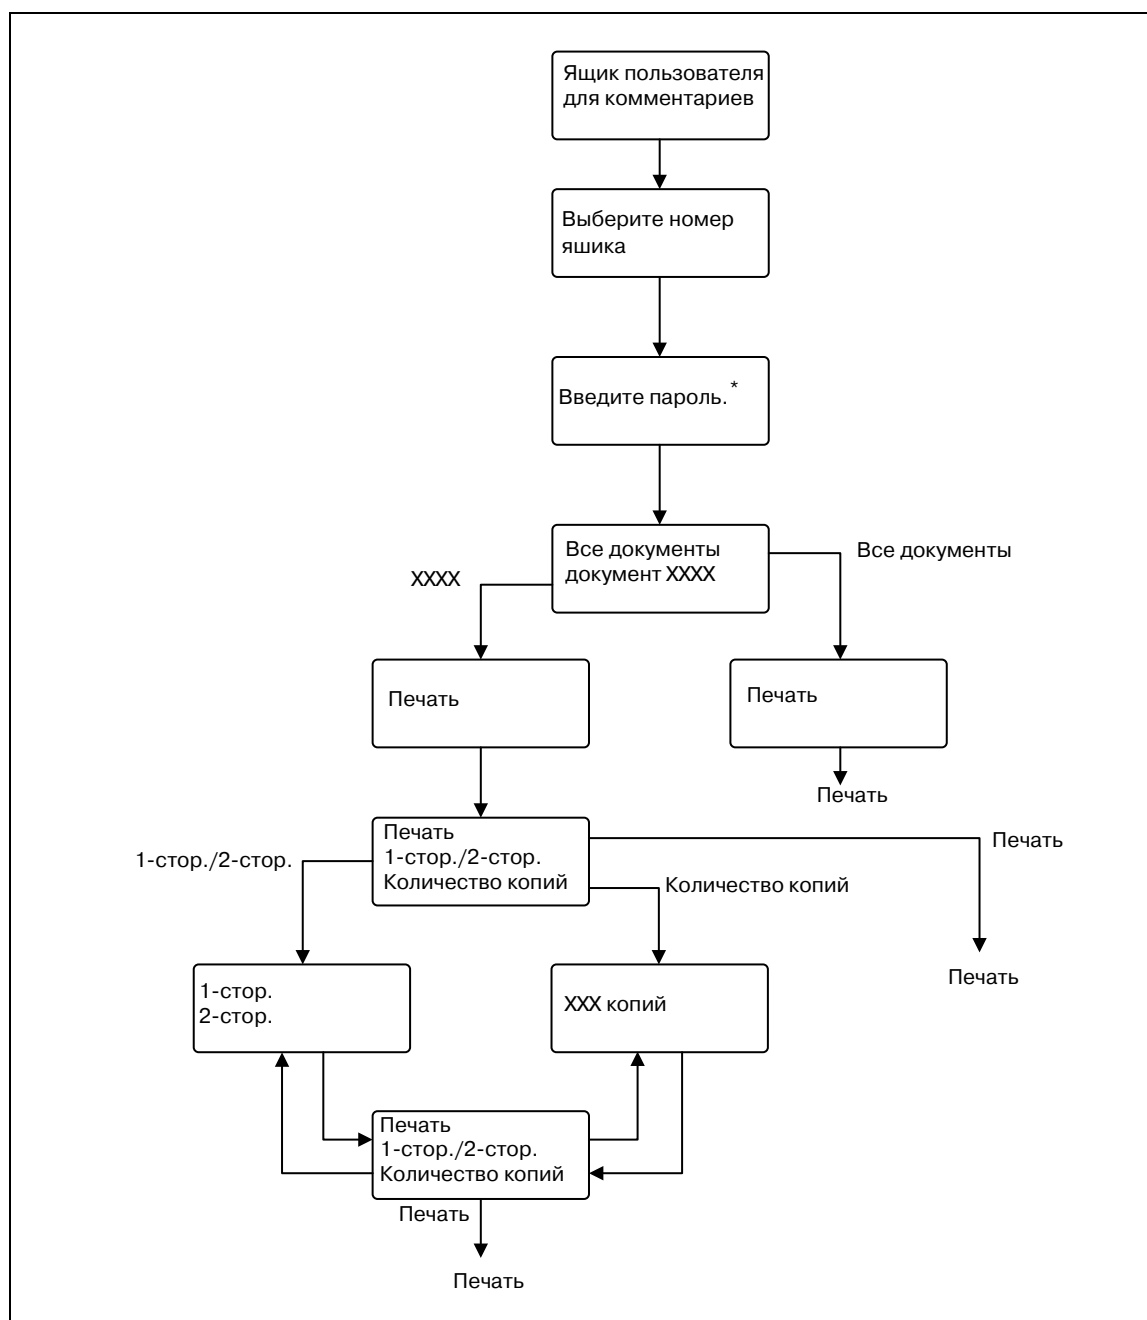 Ящик пользователя
для комментариев
Выберите номер
яшика
Введите пароль.*
Все документы
документ XXXX
Все документы
XXXX
Печать
Печать
Печать
Печать
1-стор./2-стор.
Количество копий
Печать
1-стор./2-стор.
Количество копий
Печать
1-стор.
2-стор.
XXX копий
Печать
1-стор./2-стор.
Количество копий
Печать
Печать